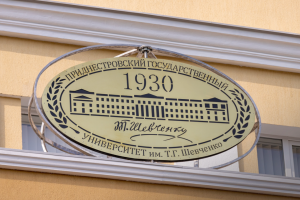 ПРИДНЕСТРОВСКИЙ ГОСУДАРСТВЕННЫЙ
1930
Т.Шевченко
УНИВЕРСИТЕТ им. Т.Г. Шевченко